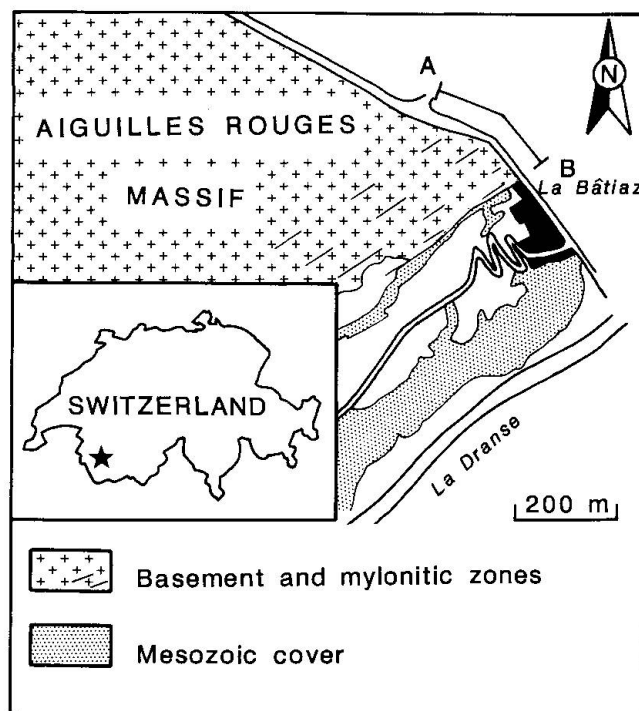 A
N
AIGUILLES ROUGES
MASSIF
B
La Bâtiaz
SWITZERLAND
La Dranse
200 m
Basement and mylonitic zones
Mesozoic cover